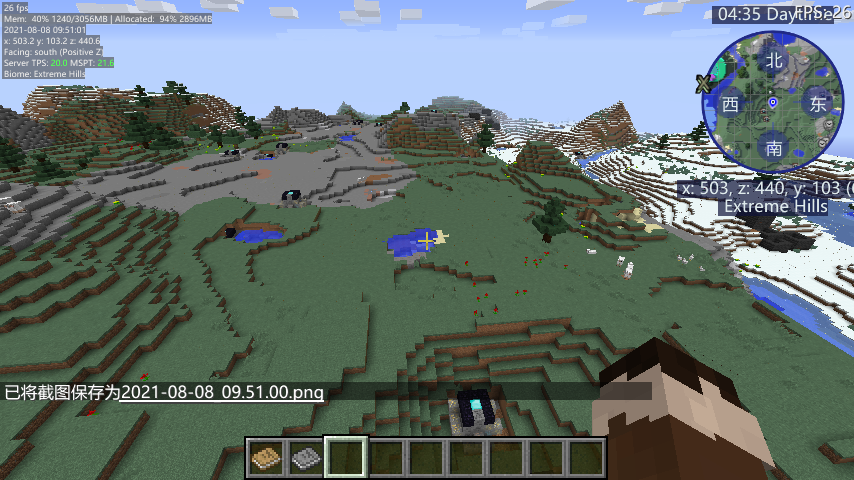 26 fps
Mem: 40% 1240/3056MB | Allocated: 94% 2896MB
2021-08-08 09:51:01
x: 503.2 y: 103.2 z: 440.6
Facing: south (Positive Z)
Server TPS: 20.0 MSPT: 21.6
Biome: Extreme Hills
04:35 Daytime
FPS:26
北
西
东
南
x: 503, z: 440, y: 103 (
Extreme Hills
已将截图保存为2021-08-08_09.51.00.png